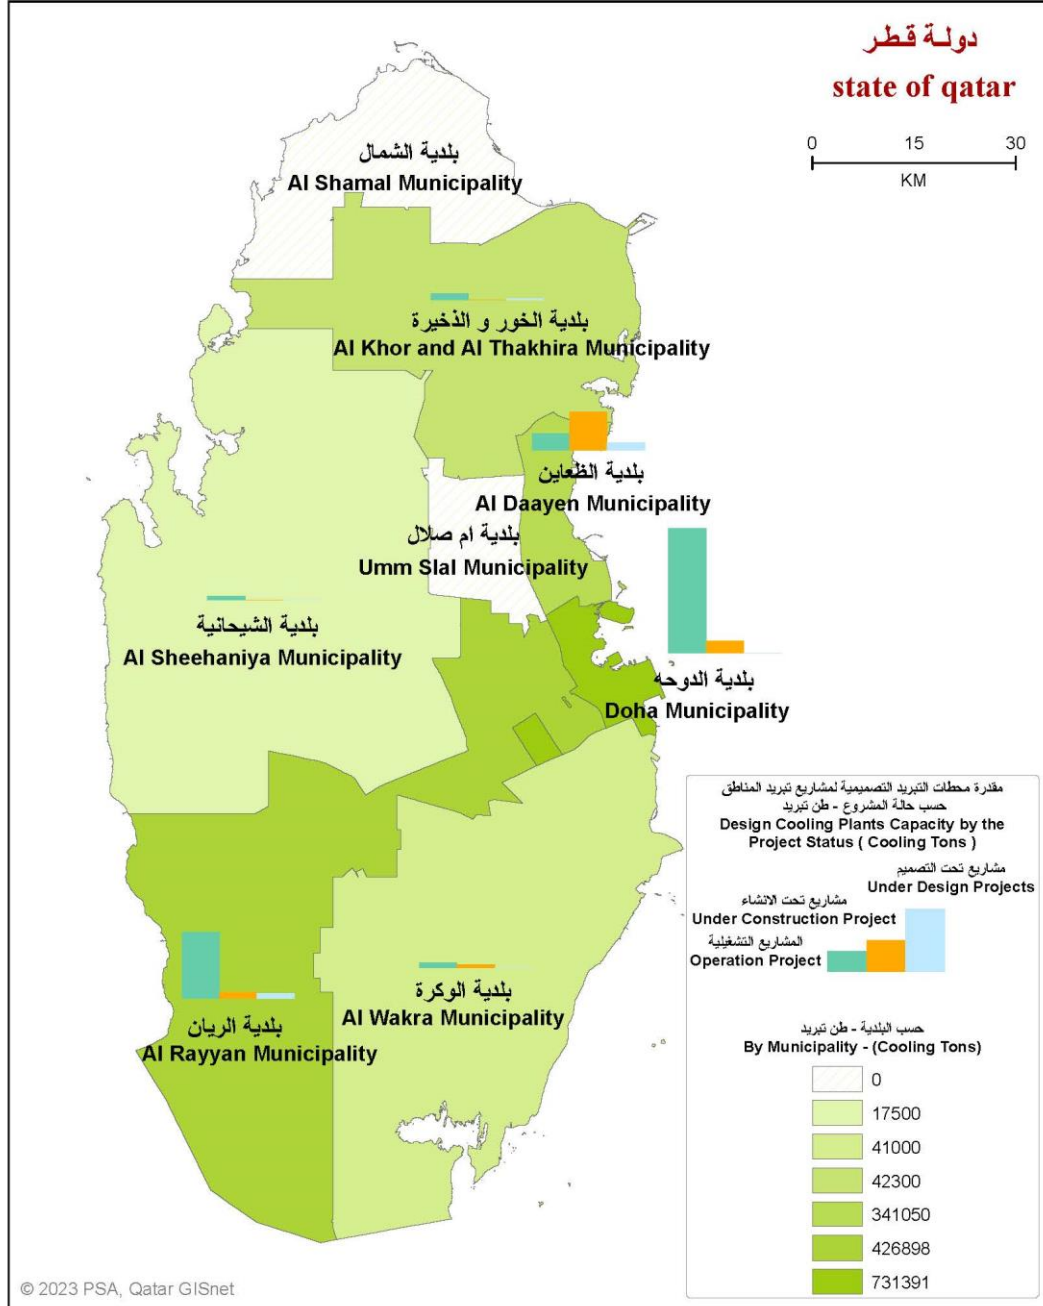 دولـة قـطـر
state of qatar
0 15 30
KM
بلدية الشمال
Al Shamal Municipality
بلدية الخور و الذخيرة
Al Khor and Al Thakhira Municipality
بلدية الظعاين
Al Daayen Municipality
بلدية ام صلال
Umm Slal Municipality
بلدية الشيحانية
Al Sheehaniya Municipality
بلدية الدوحه
Doha Municipality
بلدية الوكرة
Al Wakra Municipality
بلدية الريان
Al Rayyan Municipality
مقدرة محطات التبريد التصميمية لمشاريع تبريد المناطق
حسب حالة المشروع - طن تبريد
Design Cooling Plants Capacity by the
Project Status ( Cooling Tons )
مشاريع تحت التصميم
Under Design Projects
مشاريع تحت الانشاء
Under Construction Project
المشاريع التشغيلية
Operation Project
حسب البلدية - طن تبريد
By Municipality - (Cooling Tons)
0
17500
41000
42300
341050
426898
731391
© 2023 PSA, Qatar GISnet